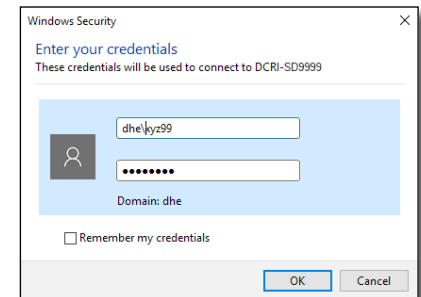 Windows Security
Enter your credentials
These credentials will be used to connect to DCRI-SD9999
dhe\xyz99
••••••••
Domain: dhe
Remember my credentials
OK
Cancel